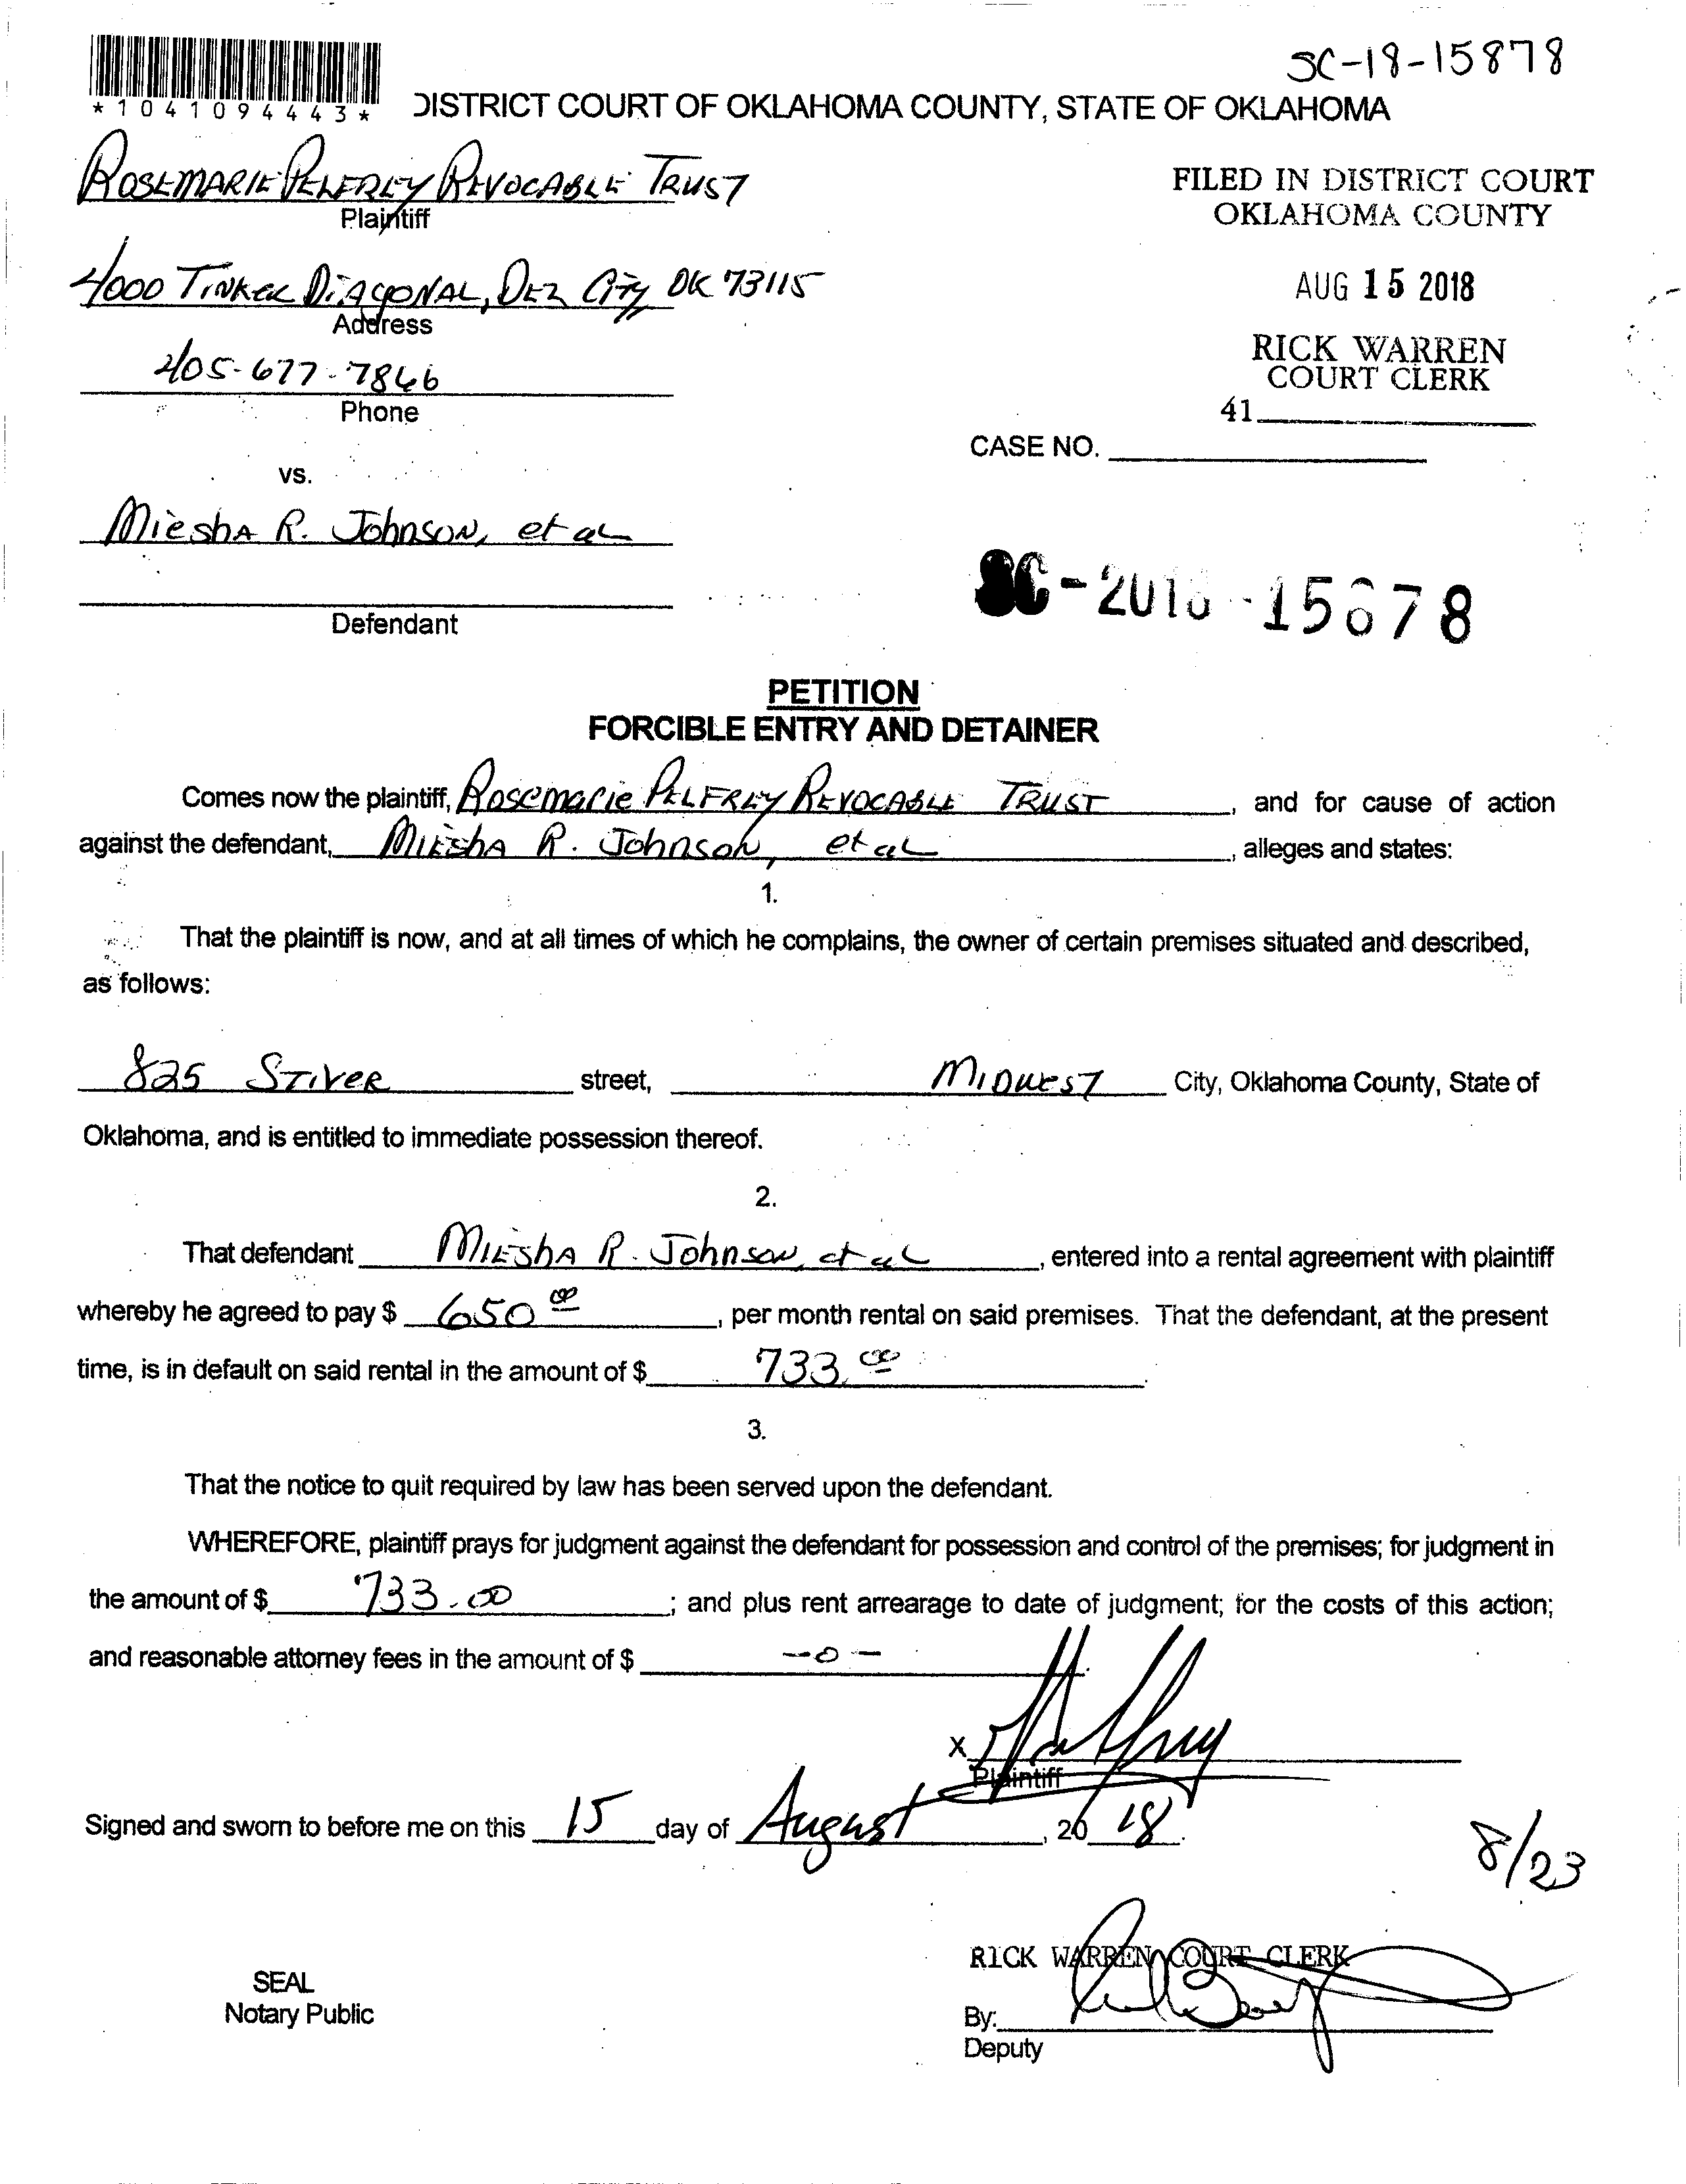 SC-18-15878
*1041094443*
DISTRICT COURT OF OKLAHOMA COUNTY, STATE OF OKLAHOMA
ROSEMARIE PELFREY REVOCABLE TRUST
Plaintiff
FILED IN DISTRICT COURT
OKLAHOMA COUNTY
4000 TINKER DIAGONAL, DEL CITY OK 73115
Address
AUG 15 2018
405-677-7866
Phone
RICK WARREN
COURT CLERK
41
CASE NO.
vs.
Miesha R. Johnson, et al
Defendant
SC-2018-15878
PETITION
FORCIBLE ENTRY AND DETAINER
Comes now the plaintiff, Rosemarie PELFREY REVOCABLE TRUST, and for cause of action
against the defendant, Miesha R. Johnson, et al, alleges and states:
1.
That the plaintiff is now, and at all times of which he complains, the owner of certain premises situated and described,
as follows:
825 STIVER street, MIDWEST City, Oklahoma County, State of
Oklahoma, and is entitled to immediate possession thereof.
2.
That defendant Miesha R. Johnson, et al, entered into a rental agreement with plaintiff
whereby he agreed to pay $ 650 00, per month rental on said premises. That the defendant, at the present
time, is in default on said rental in the amount of $ 733.00.
3.
That the notice to quit required by law has been served upon the defendant.
WHEREFORE, plaintiff prays for judgment against the defendant for possession and control of the premises; for judgment in
the amount of $ 733.00; and plus rent arrearage to date of judgment; for the costs of this action;
and reasonable attorney fees in the amount of $ -0-.
X
Plaintiff
Signed and sworn to before me on this 15 day of August, 20 18.
8/23
RICK WARREN COURT CLERK
SEAL
Notary Public
By:
Deputy